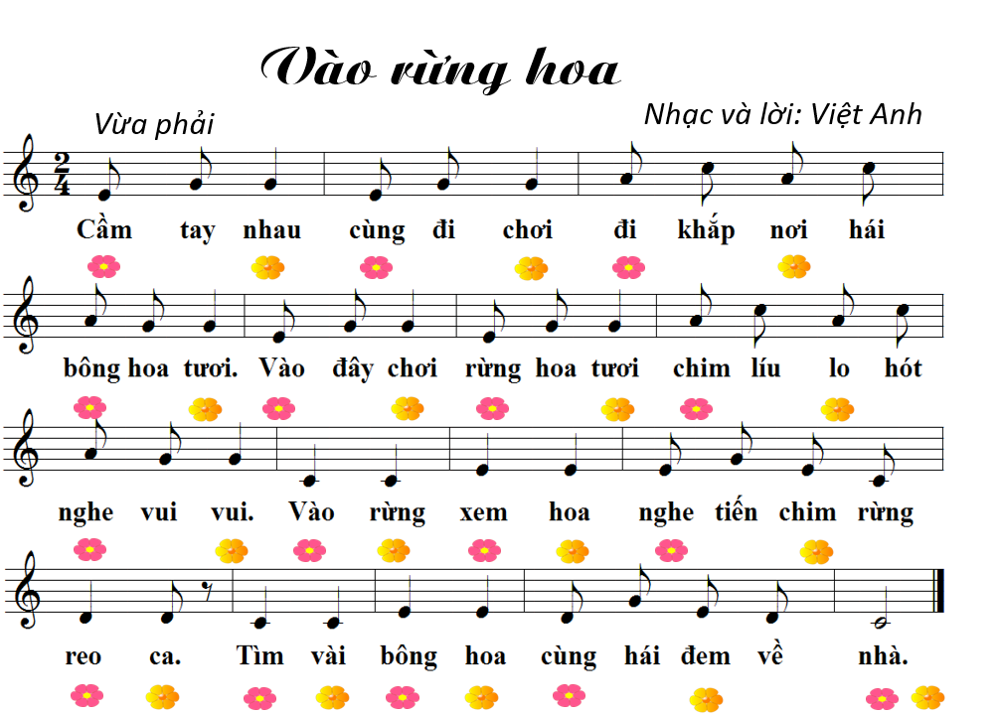 Vào rừng hoa
Vừa phải
Nhạc và lời: Việt Anh
2
4
Cầm tay nhau cùng đi chơi đi khắp nơi hái
bông hoa tươi. Vào đây chơi rừng hoa tươi chim líu lo hót
nghe vui vui. Vào rừng xem hoa nghe tiến chim rừng
reo ca. Tìm vài bông hoa cùng hái đem về nhà.